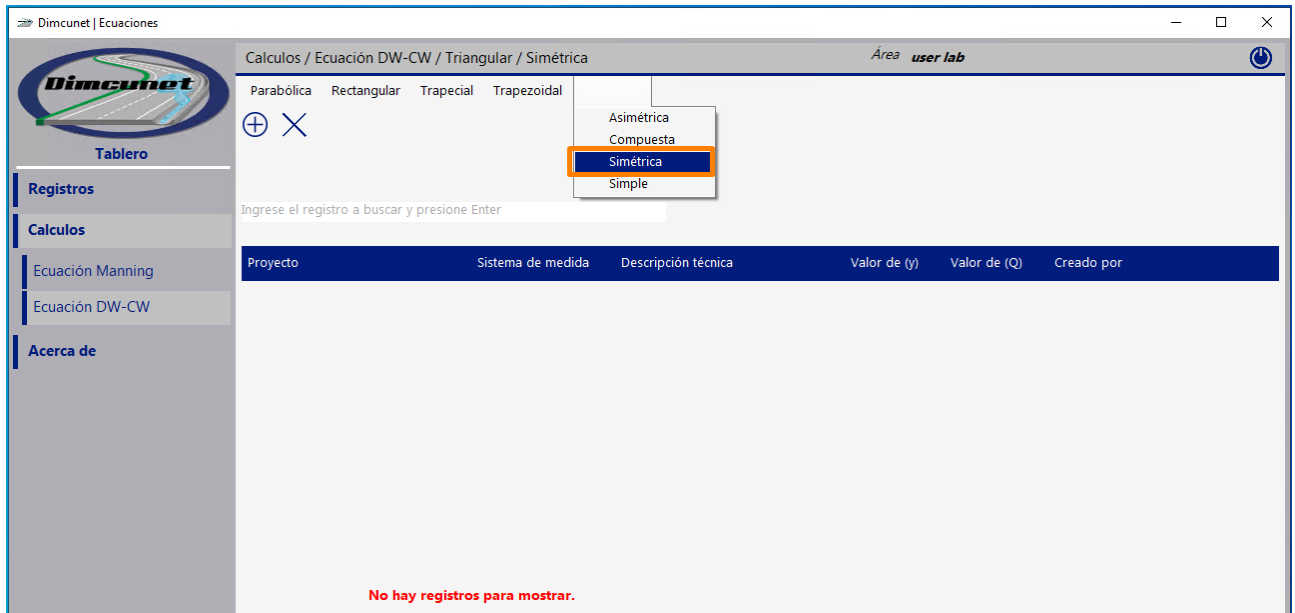 Dimcunet | Ecuaciones
Dimcunet
Tablero
Registros
Calculos
Ecuación Manning
Ecuación DW-CW
Acerca de
Calculos / Ecuación DW-CW / Triangular / Simétrica
Área user lab
Parabólica Rectangular Trapecial Trapezoidal
Asimétrica
Compuesta
Simétrica
Simple
Ingrese el registro a buscar y presione Enter
Proyecto Sistema de medida Descripción técnica Valor de (y) Valor de (Q) Creado por
No hay registros para mostrar.